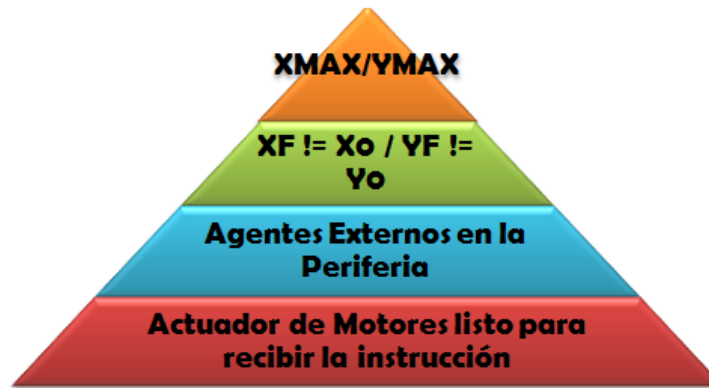 XMAX/YMAX
XF != Xo / YF !=
Yo
Agentes Externos en la
Periferia
Actuador de Motores listo para
recibir la instrucción